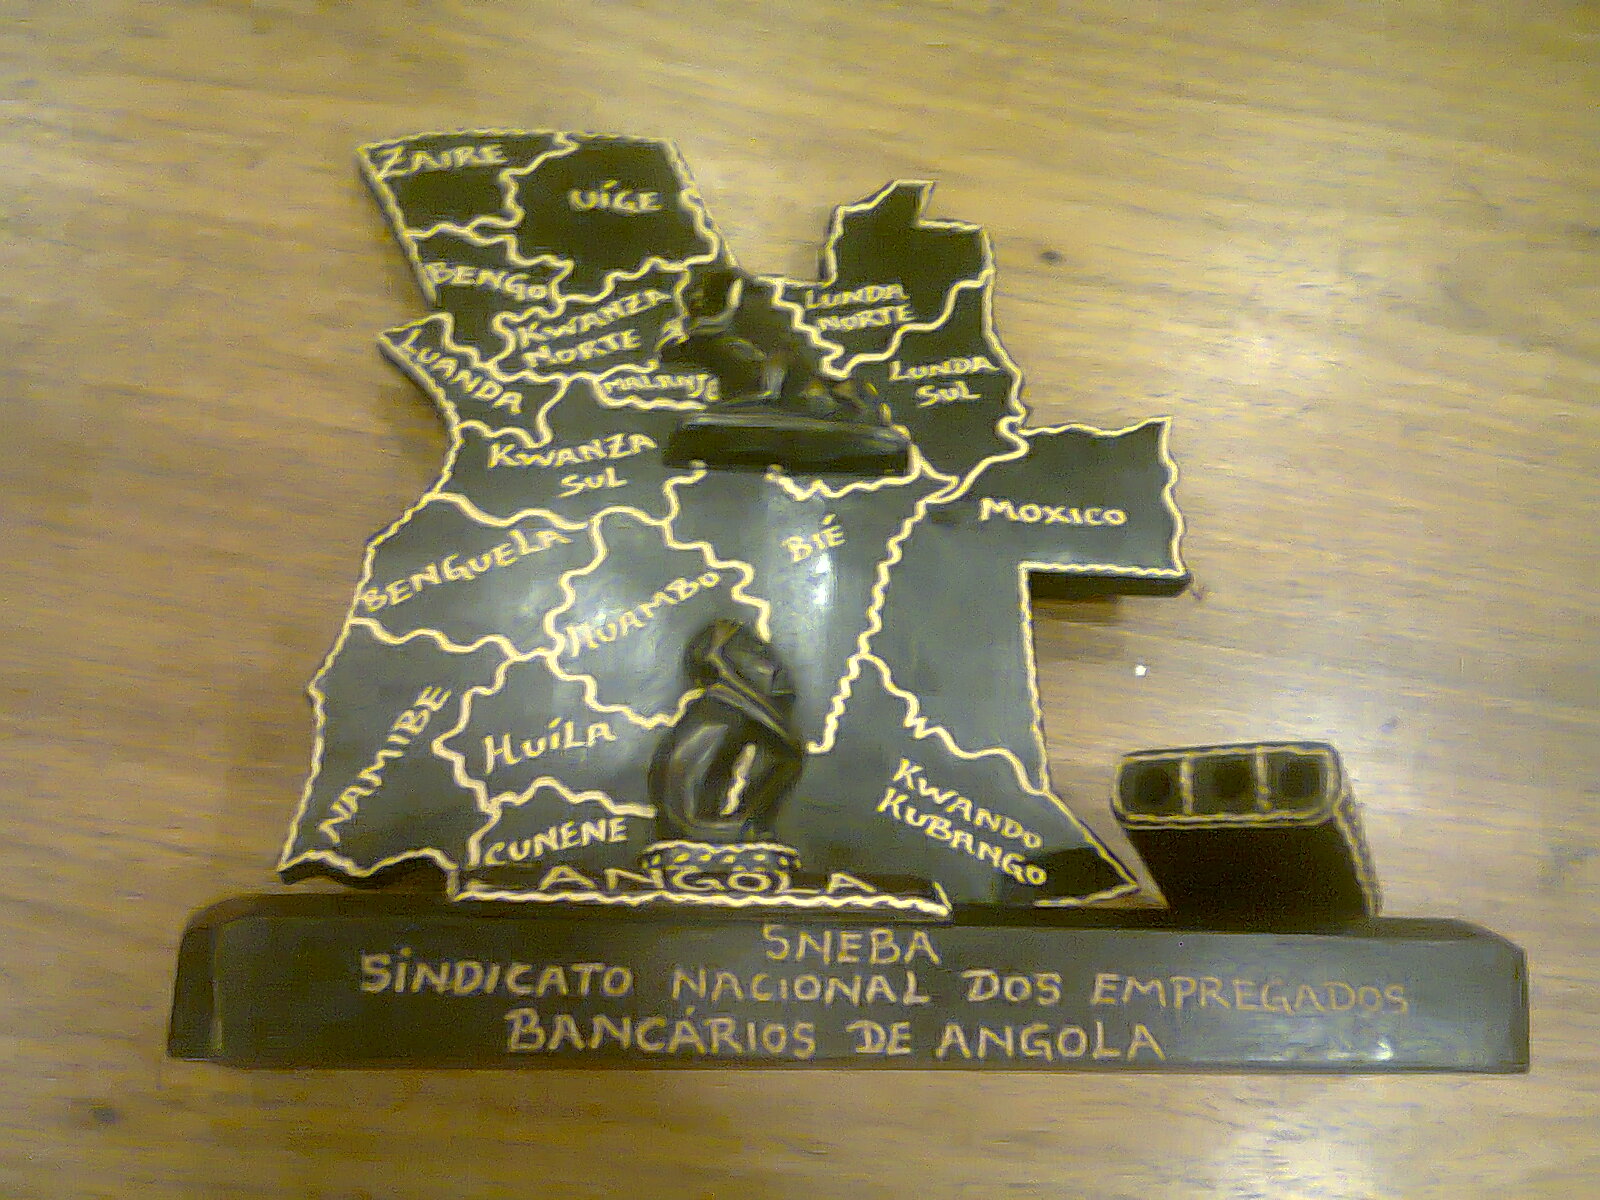 ZAIRE
UÍGE
BENGO
KWANZA
NORTE
LUNDA
NORTE
LUANDA
MALANJE
LUNDA
SUL
KWANZA
SUL
MOXICO
BIÉ
BENGUELA
HUAMBO
NAMIBE
HUÍLA
KWANDO
KUBANGO
CUNENE
ANGOLA
SNEBA
SINDICATO NACIONAL DOS EMPREGADOS
BANCÁRIOS DE ANGOLA